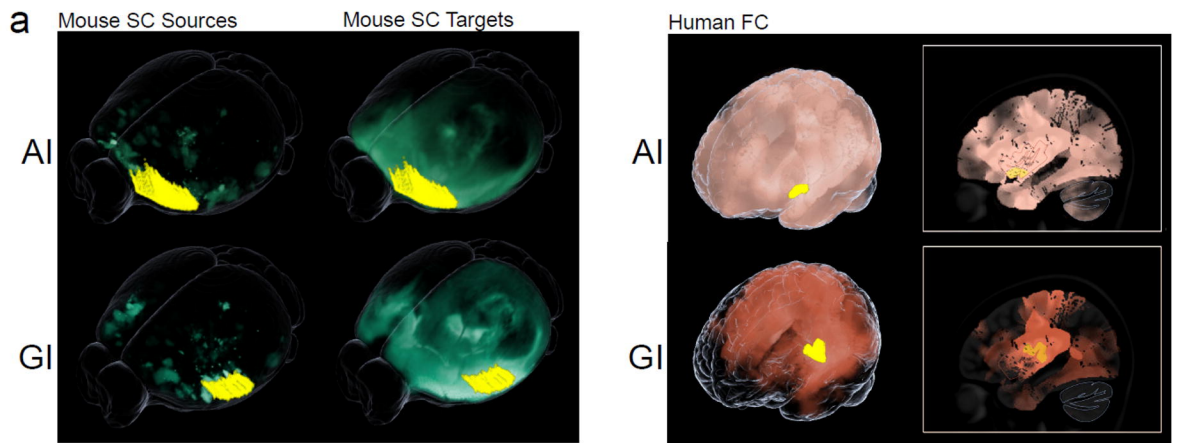 a
Mouse SC Sources
Mouse SC Targets
Human FC
AI
AI
GI
GI